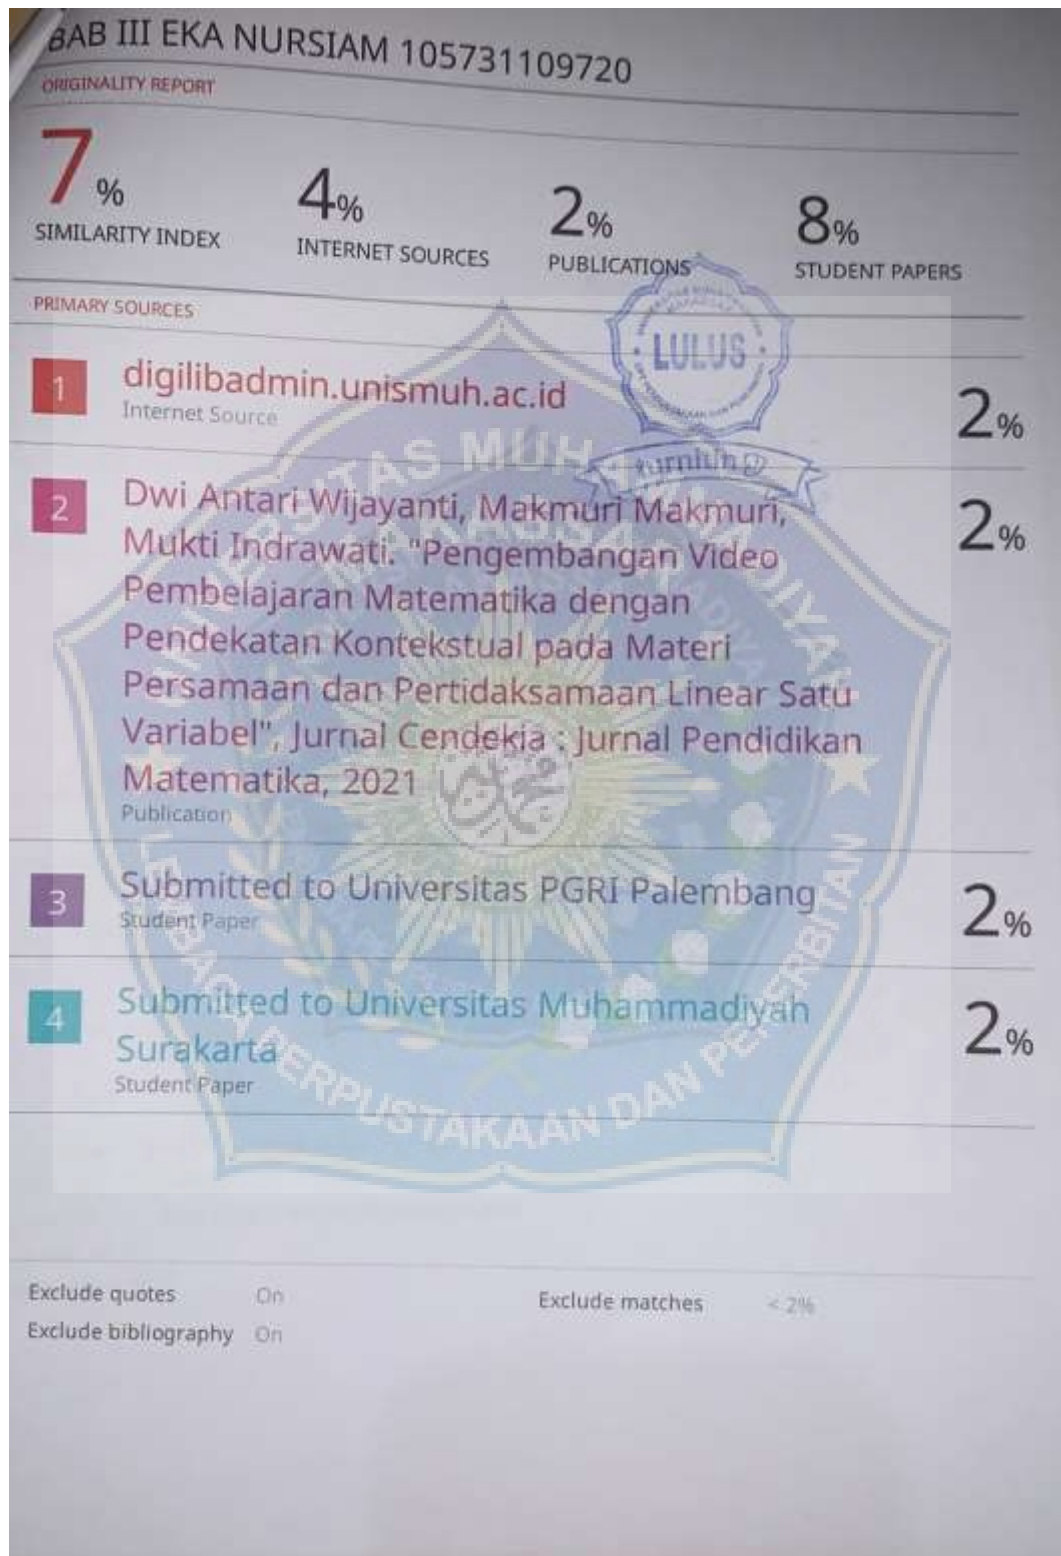 BAB III EKA NURSIAM 105731109720
ORIGINALITY REPORT
7%
SIMILARITY INDEX
4%
INTERNET SOURCES
2%
PUBLICATIONS
8%
STUDENT PAPERS
PRIMARY SOURCES
LULUS
turnitin
1
digilibadmin.unismuh.ac.id
Internet Source
2%
2
Dwi Antari Wijayanti, Makmuri Makmuri,
Mukti Indrawati. "Pengembangan Video
Pembelajaran Matematika dengan
Pendekatan Kontekstual pada Materi
Persamaan dan Pertidaksamaan Linear Satu
Variabel", Jurnal Cendekia : Jurnal Pendidikan
Matematika, 2021
Publication
2%
3
Submitted to Universitas PGRI Palembang
Student Paper
2%
4
Submitted to Universitas Muhammadiyah
Surakarta
Student Paper
2%
LEMBAGA PERPUSTAKAAN DAN PENERBITAN
Exclude quotes On
Exclude matches < 2%
Exclude bibliography On